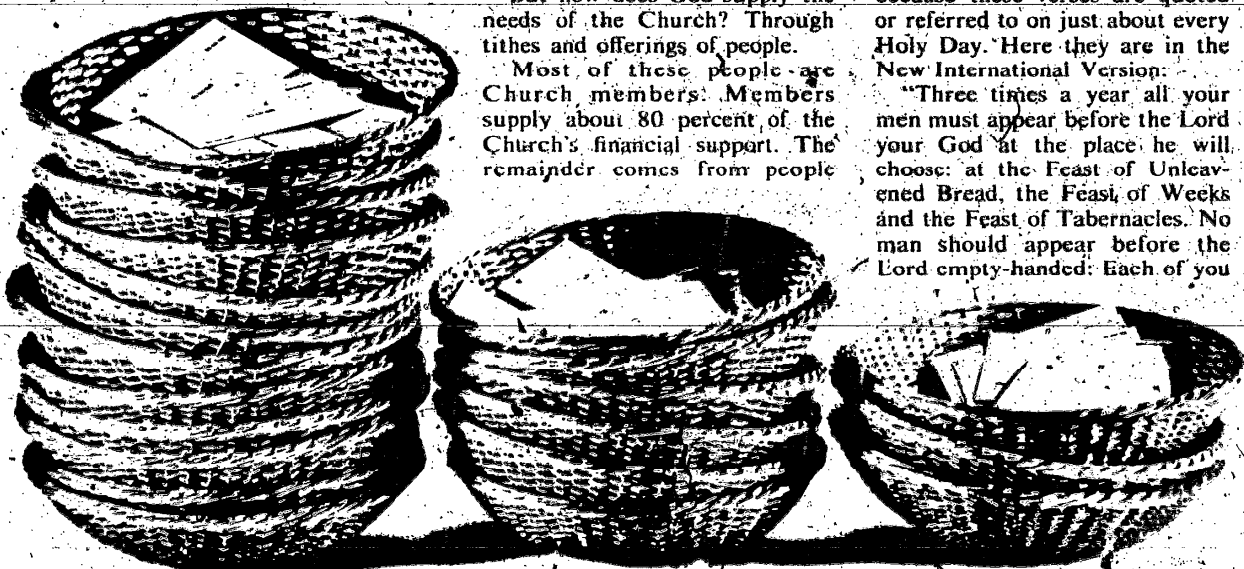 needs of the Church? Through
tithes and offerings of people.
Most of these people are
Church members. Members
supply about 80 percent of the
Church's financial support. The
remainder comes from people
or referred to on just about every
Holy Day. Here they are in the
New International Version:
"Three times a year all your
men must appear before the Lord
your God at the place he will
choose: at the Feast of Unleav-
ened Bread, the Feast of Weeks
and the Feast of Tabernacles. No
man should appear before the
Lord empty-handed: Each of you